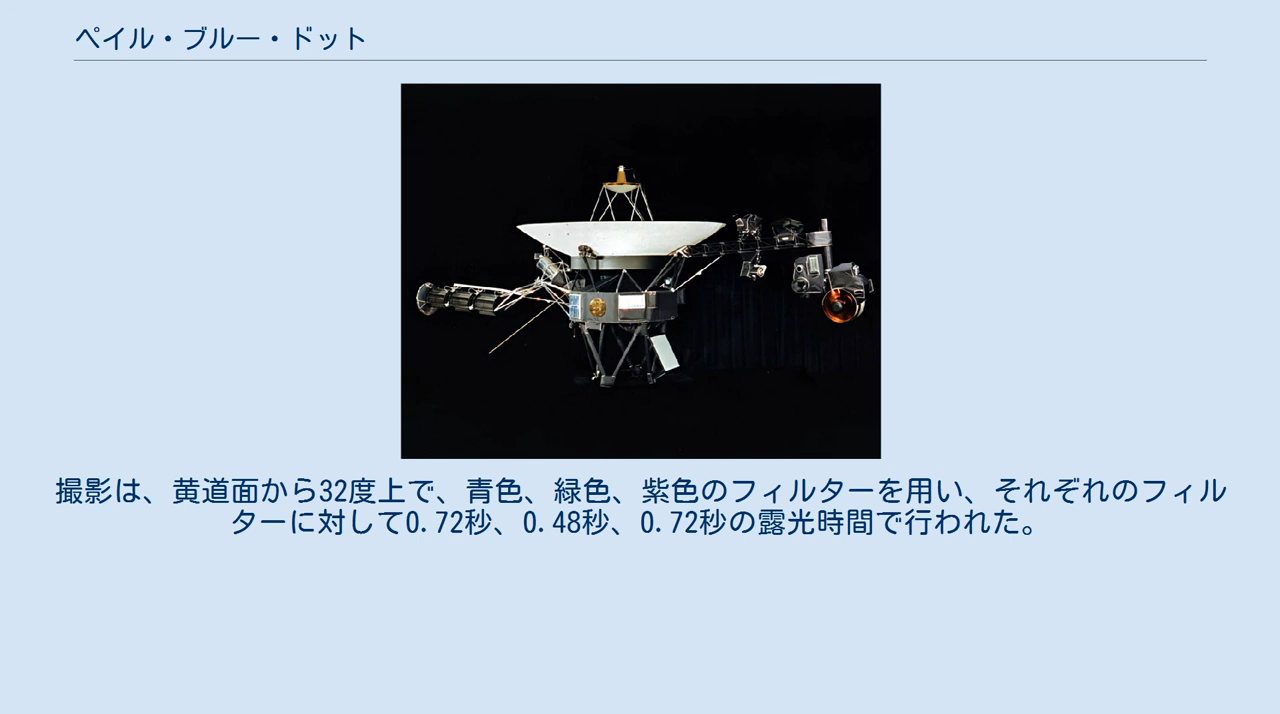 ペイル・ブルー・ドット
撮影は、黄道面から32度上で、青色、緑色、紫色のフィルターを用い、それぞれのフィル
ターに対して0.72秒、0.48秒、0.72秒の露光時間で行われた。